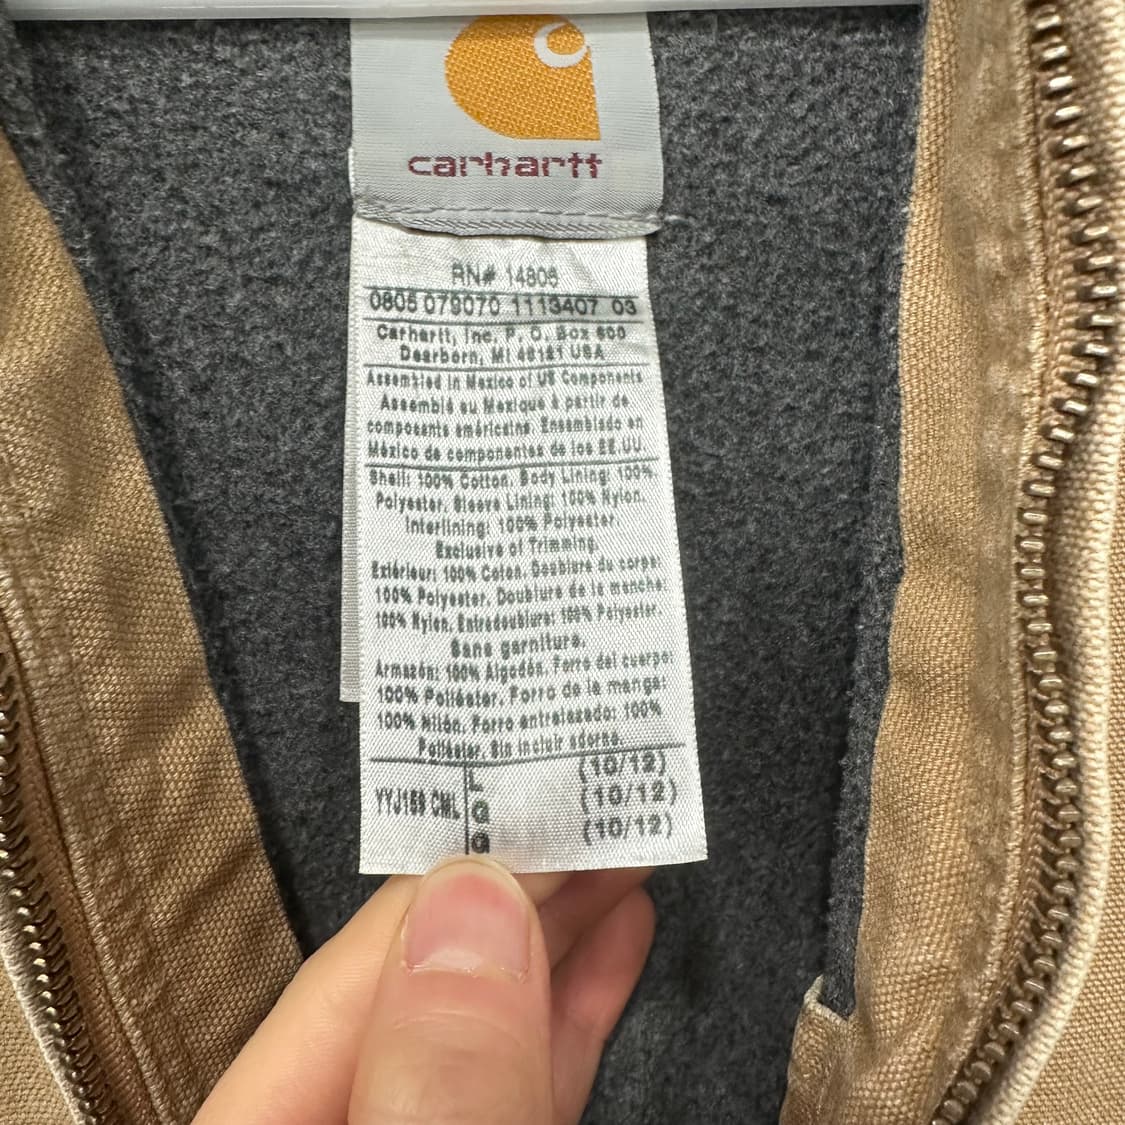 carhartt
RN# 14806
0805 079070 1113407 03
Carhartt, Inc. P. O. Box 600
Dearborn, MI 48121 USA
Assembled in Mexico of US Components
Assemblé au Mexique à partir de
composants américains. Ensamblado en
México de componentes de los EE.UU.
Shell: 100% Cotton. Body Lining: 100%
Polyester. Sleeve Lining: 100% Nylon.
Interlining: 100% Polyester.
Exclusive of Trimming.
Extérieur: 100% Coton. Doublure du corps:
100% Polyester. Doublure de la manche:
100% Nylon. Entredoublure: 100% Polyester.
Sans garniture.
Armazón: 100% Algodón. Forro del cuerpo:
100% Poliéster. Forro de la manga:
100% Nilón. Forro entrelazado: 100%
Poliéster. Sin incluir adorno.
L (10/12)
YYJ158 CML G (10/12)
G (10/12)